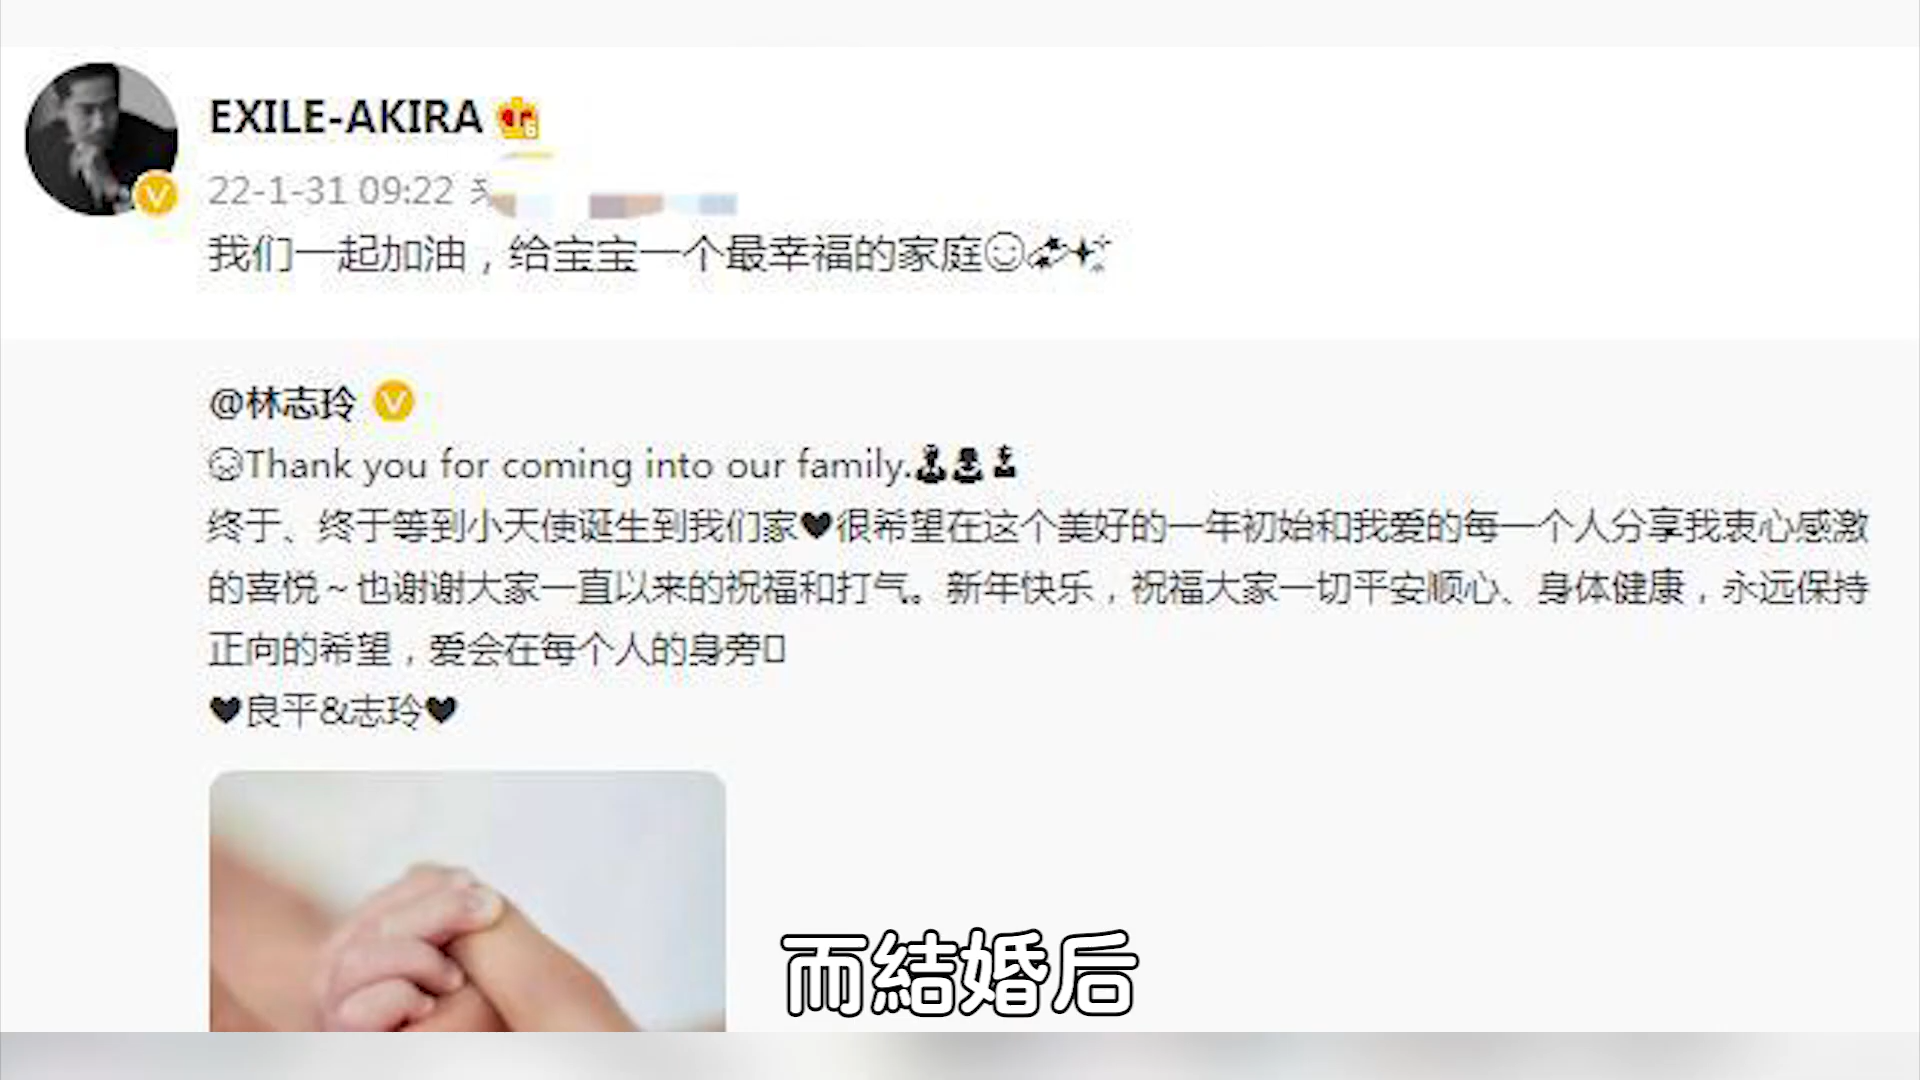 EXILE-AKIRA
22-1-31 09:22
我们一起加油，给宝宝一个最幸福的家庭
@林志玲
Thank you for coming into our family.
终于、终于等到小天使诞生到我们家♥很希望在这个美好的一年初始和我爱的每一个人分享我衷心感激
的喜悦～也谢谢大家一直以来的祝福和打气。新年快乐，祝福大家一切平安顺心、身体健康，永远保持
正向的希望，爱会在每个人的身旁
♥良平&志玲♥
而結婚后